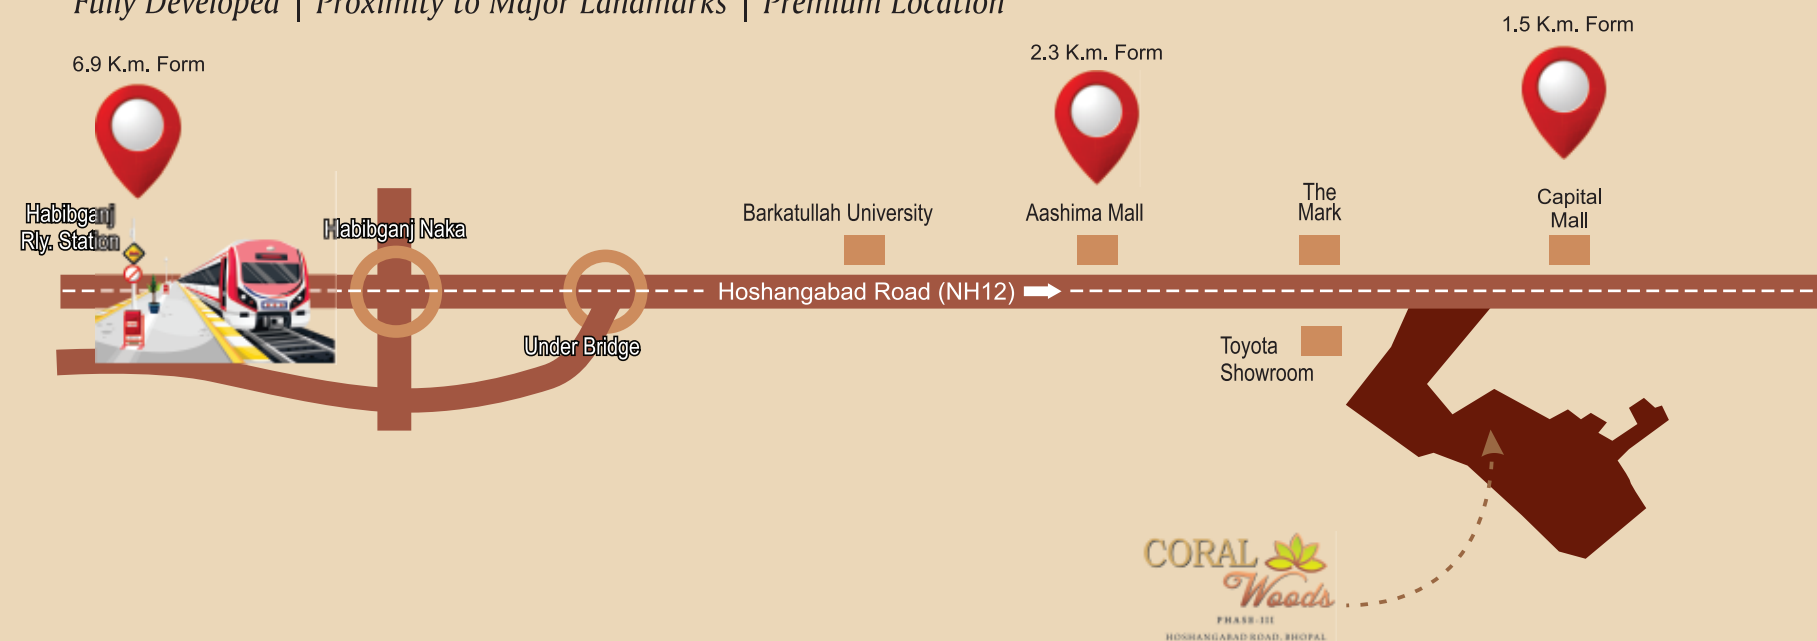 Fully Developed | Proximity to Major Landmarks | Premium Location
6.9 K.m. Form
2.3 K.m. Form
1.5 K.m. Form
Habibganj
Rly. Station
Habibganj Naka
Under Bridge
Barkatullah University
Aashima Mall
The
Mark
Capital
Mall
Hoshangabad Road (NH12)
Toyota
Showroom
CORAL
Woods
PHASE-III
HOSHANGABAD ROAD, BHOPAL